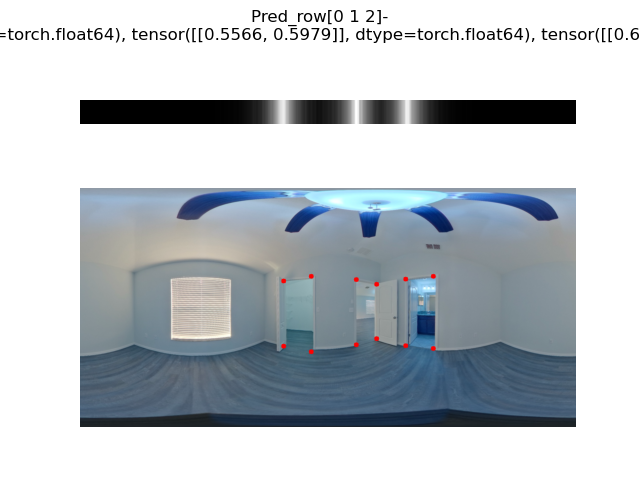 Pred_row[0 1 2]-
=torch.float64), tensor([[0.5566, 0.5979]], dtype=torch.float64), tensor([[0.6